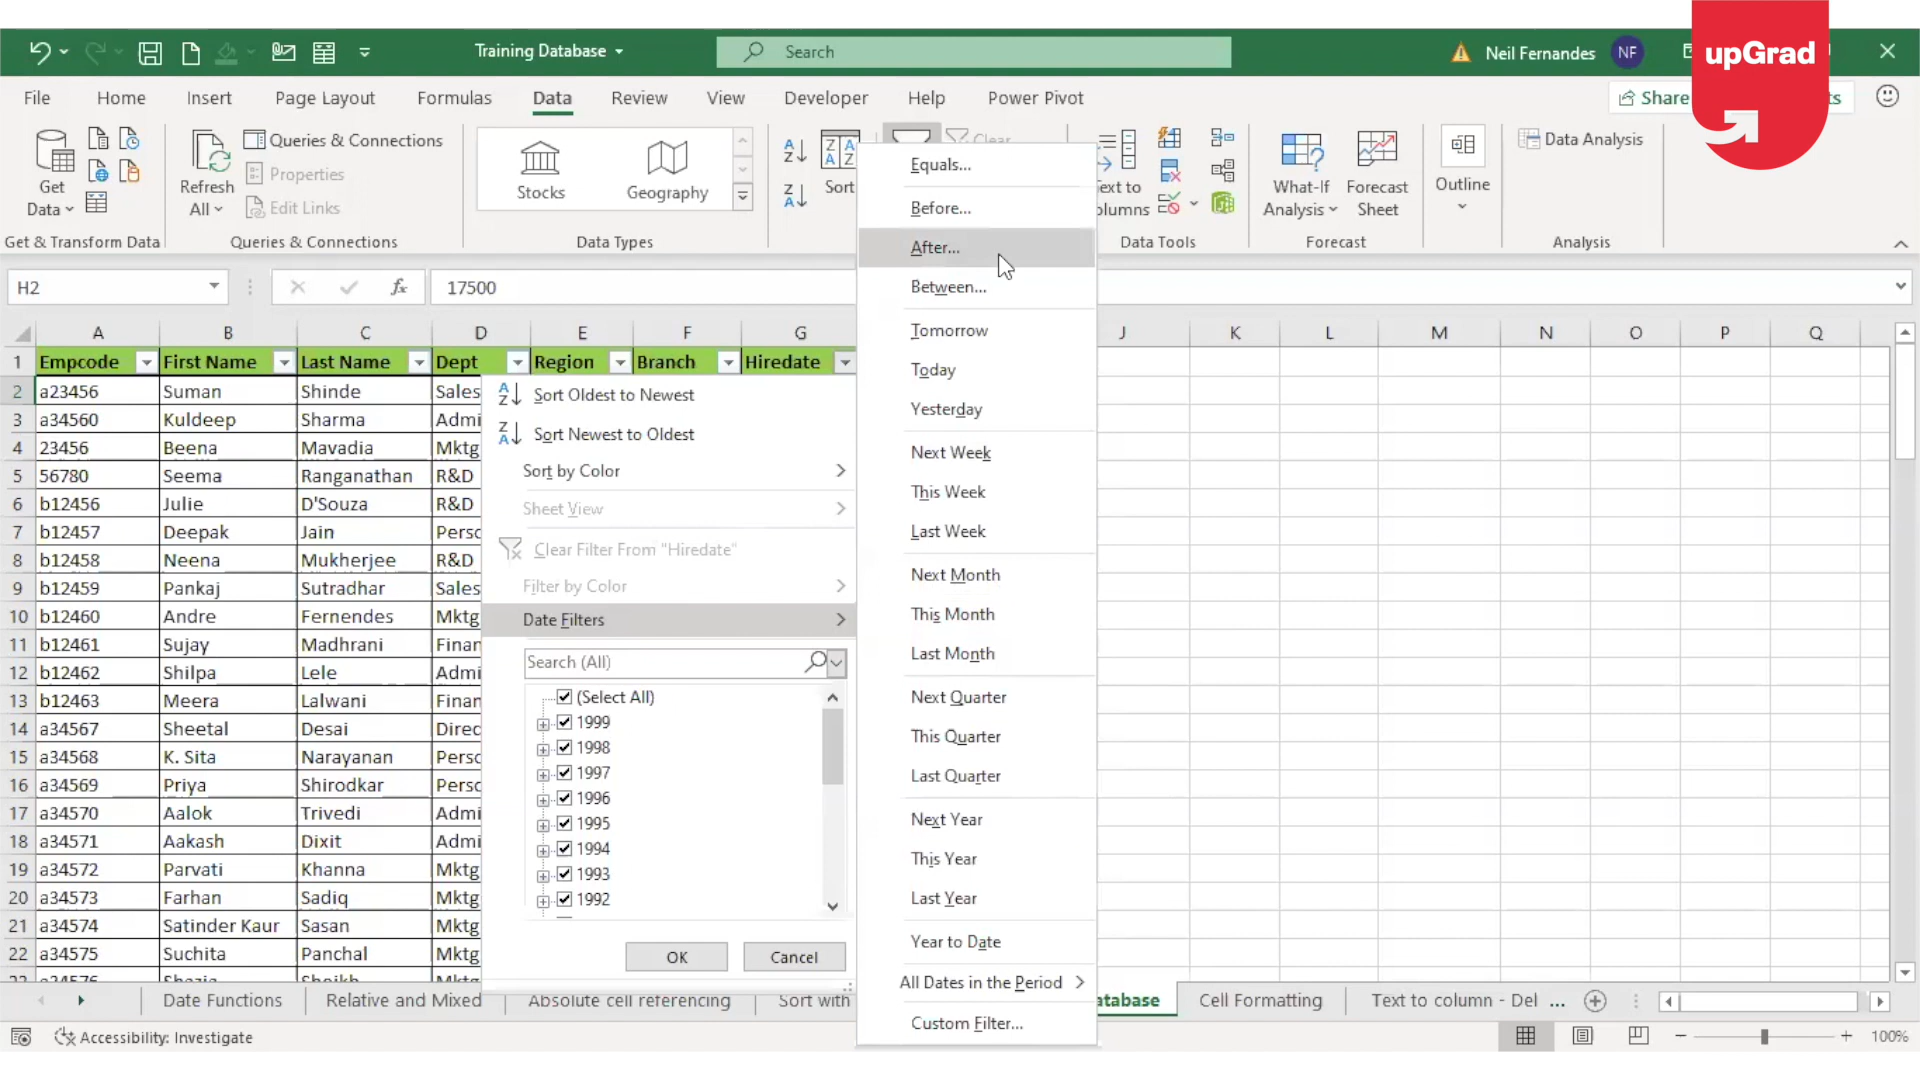 Training Database
Search
Neil Fernandes
NF
upGrad
File
Home
Insert
Page Layout
Formulas
Data
Review
View
Developer
Help
Power Pivot
Share
ts
Get
Data
Refresh
All
Queries & Connections
Properties
Edit Links
Stocks
Geography
Sort
Clear
ext to
olumns
What-If
Analysis
Forecast
Sheet
Outline
Data Analysis
Get & Transform Data
Queries & Connections
Data Types
Data Tools
Forecast
Analysis
H2
fx
17500
A B C D E F G J K L M N O P Q
1 Empcode First Name Last Name Dept Region Branch Hiredate
2 a23456 Suman Shinde Sales
3 a34560 Kuldeep Sharma Admi
4 23456 Beena Mavadia Mktg
5 56780 Seema Ranganathan R&D
6 b12456 Julie D'Souza R&D
7 b12457 Deepak Jain Persc
8 b12458 Neena Mukherjee R&D
9 b12459 Pankaj Sutradhar Sales
10 b12460 Andre Fernendes Mktg
11 b12461 Sujay Madhrani Finan
12 b12462 Shilpa Lele Admi
13 b12463 Meera Lalwani Finan
14 a34567 Sheetal Desai Direc
15 a34568 K. Sita Narayanan Persc
16 a34569 Priya Shirodkar Persc
17 a34570 Aalok Trivedi Admi
18 a34571 Aakash Dixit Admi
19 a34572 Parvati Khanna Mktg
20 a34573 Farhan Sadiq Mktg
21 a34574 Satinder Kaur Sasan Mktg
22 a34575 Suchita Panchal Mktg
Sort Oldest to Newest
Sort Newest to Oldest
Sort by Color
Sheet View
Clear Filter From "Hiredate"
Filter by Color
Date Filters
Search (All)
(Select All)
1999
1998
1997
1996
1995
1994
1993
1992
OK
Cancel
Equals...
Before...
After...
Between...
Tomorrow
Today
Yesterday
Next Week
This Week
Last Week
Next Month
This Month
Last Month
Next Quarter
This Quarter
Last Quarter
Next Year
This Year
Last Year
Year to Date
All Dates in the Period
Custom Filter...
Date Functions
Relative and Mixed
Absolute cell referencing
Sort with
atabase
Cell Formatting
Text to column - Del
...
Accessibility: Investigate
100%